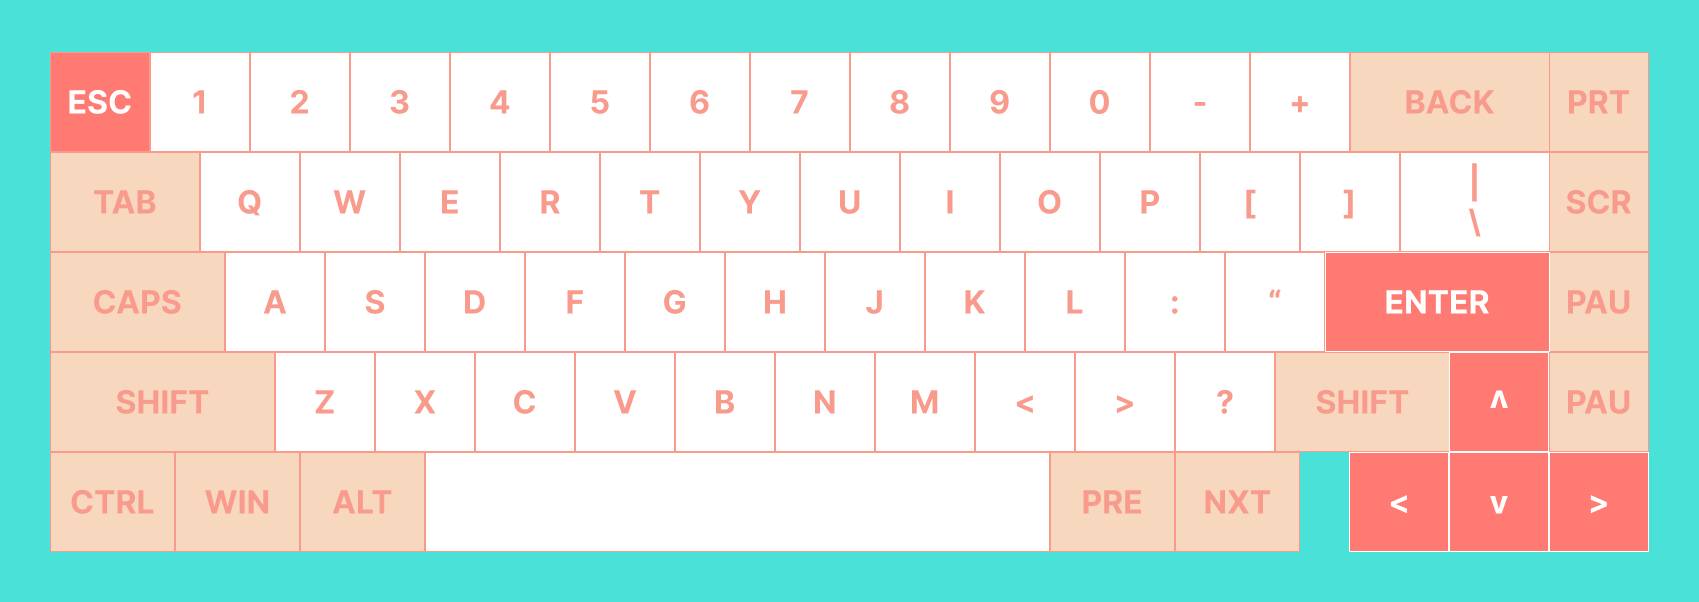 ESC 1 2 3 4 5 6 7 8 9 0 - + BACK PRT
TAB Q W E R T Y U I O P [ ] | \ SCR
CAPS A S D F G H J K L : “ ENTER PAU
SHIFT Z X C V B N M < > ? SHIFT ʌ PAU
CTRL WIN ALT PRE NXT < v >